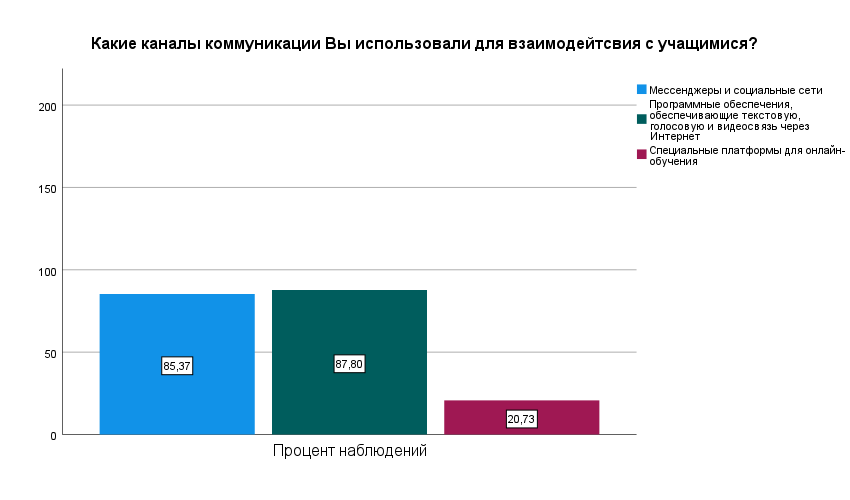 Какие каналы коммуникации Вы использовали для взаимодейтсвия с учащимися?
Мессенджеры и социальные сети
Программные обеспечения,
обеспечивающие текстовую,
голосовую и видеосвязь через
Интернет
Специальные платформы для онлайн-
обучения
200
150
100
50
0
85,37
87,80
20,73
Процент наблюдений